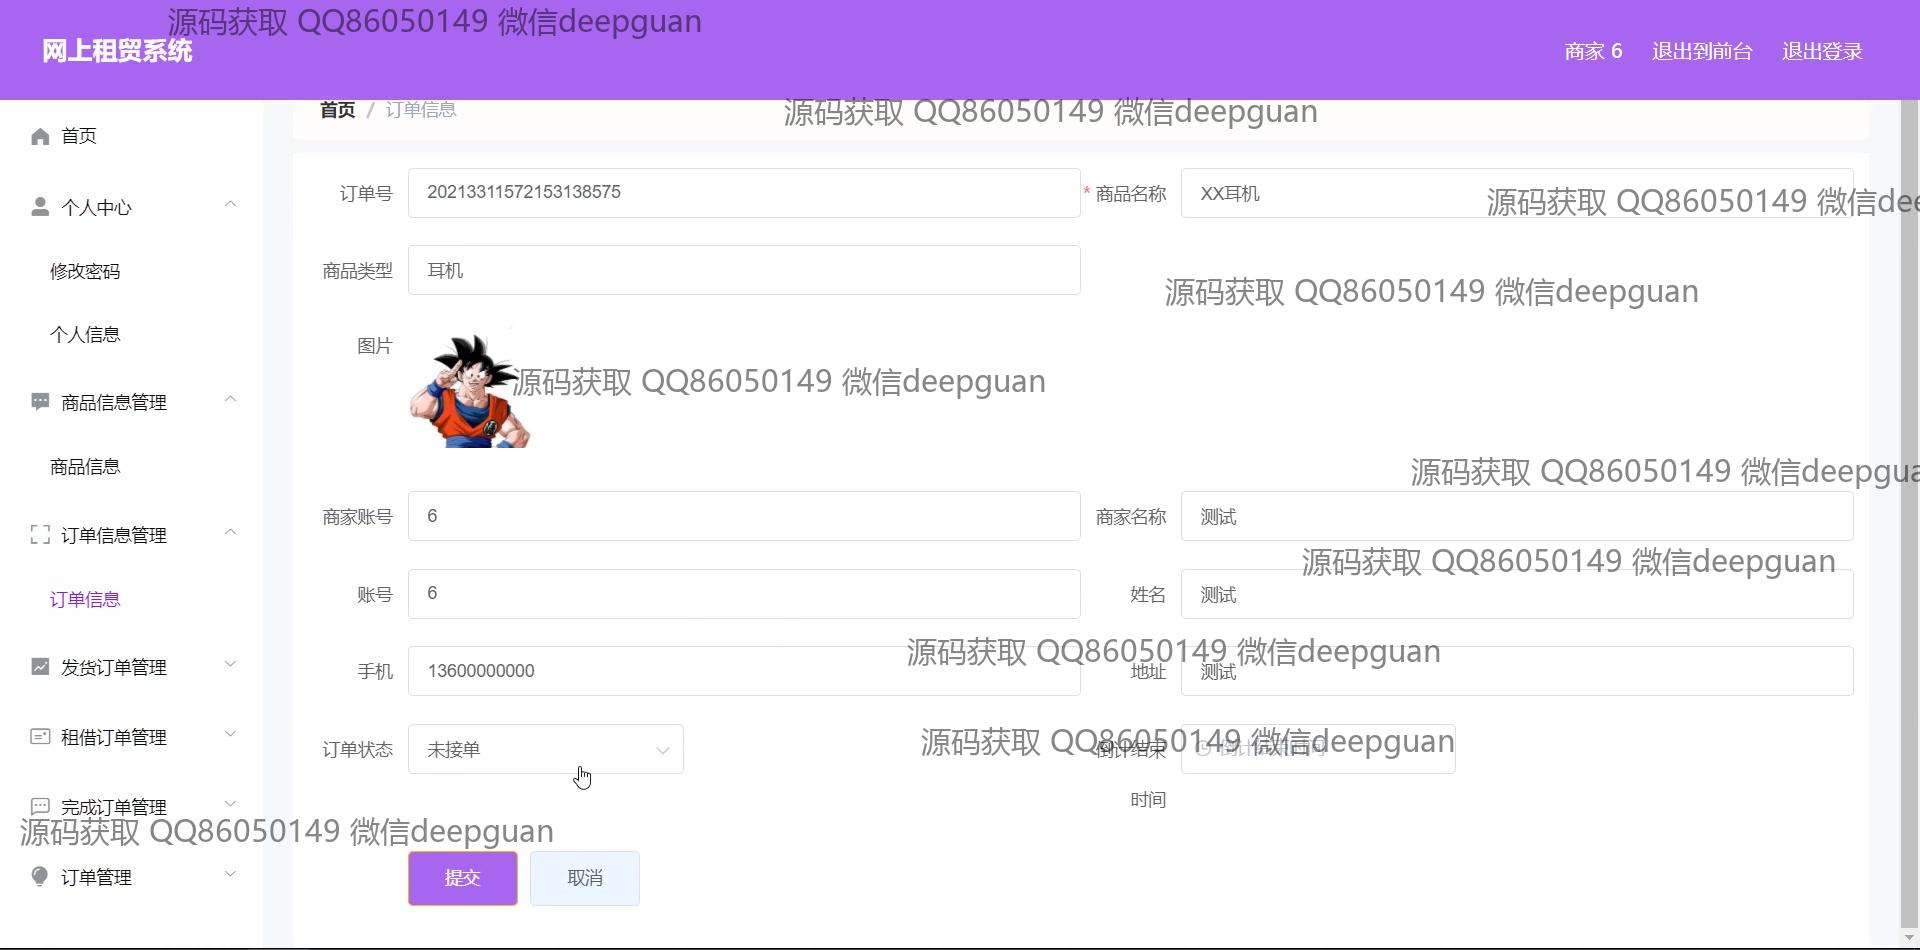 源码获取 QQ86050149 微信deepguan
网上租贸系统
商家 6 退出到前台 退出登录
首页 / 订单信息
源码获取 QQ86050149 微信deepguan
首页
个人中心
修改密码
个人信息
商品信息管理
商品信息
订单信息管理
订单信息
发货订单管理
租借订单管理
完成订单管理
源码获取 QQ86050149 微信deepguan
订单管理
订单号 20213311572153138575 * 商品名称 XX耳机
源码获取 QQ86050149 微信dee
商品类型 耳机
源码获取 QQ86050149 微信deepguan
图片
源码获取 QQ86050149 微信deepguan
源码获取 QQ86050149 微信deepgua
商家账号 6 商家名称 测试
源码获取 QQ86050149 微信deepguan
账号 6 姓名 测试
源码获取 QQ86050149 微信deepguan
手机 13600000000 地址 测试
源码获取 QQ86050149 微信deepguan
订单状态 未接单 倒计结束 倒计结束时间
时间
提交 取消